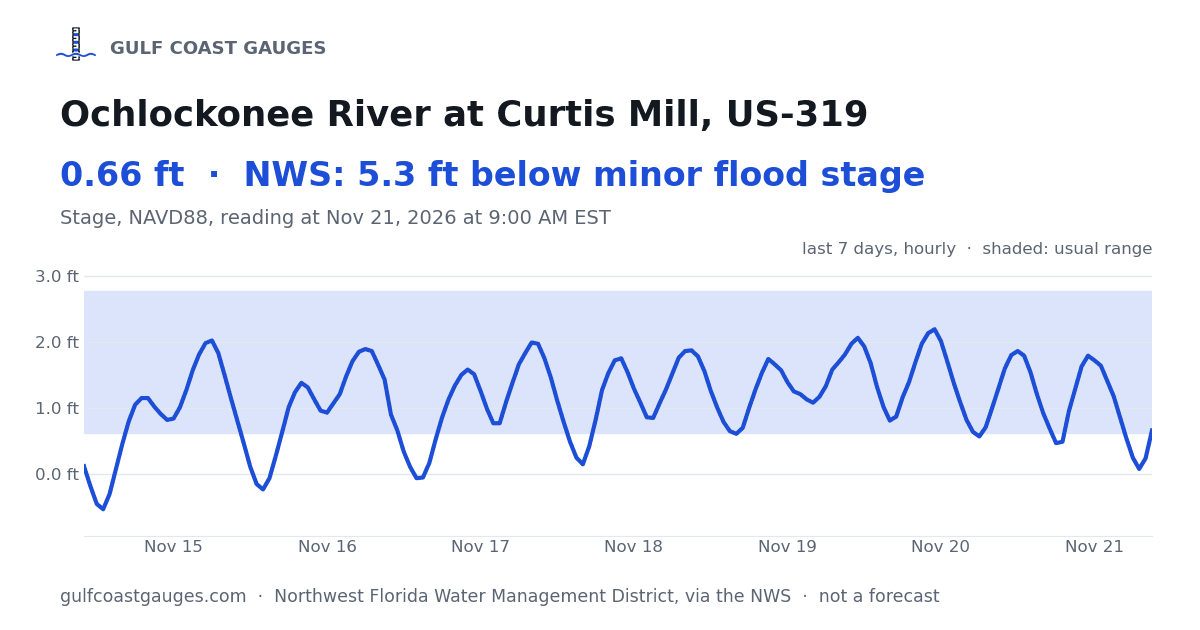 GULF COAST GAUGES
Ochlockonee River at Curtis Mill, US-319
0.66 ft · NWS: 5.3 ft below minor flood stage
Stage, NAVD88, reading at Nov 21, 2026 at 9:00 AM EST
last 7 days, hourly · shaded: usual range
3.0 ft
2.0 ft
1.0 ft
0.0 ft
Nov 15 Nov 16 Nov 17 Nov 18 Nov 19 Nov 20 Nov 21
gulfcoastgauges.com · Northwest Florida Water Management District, via the NWS · not a forecast